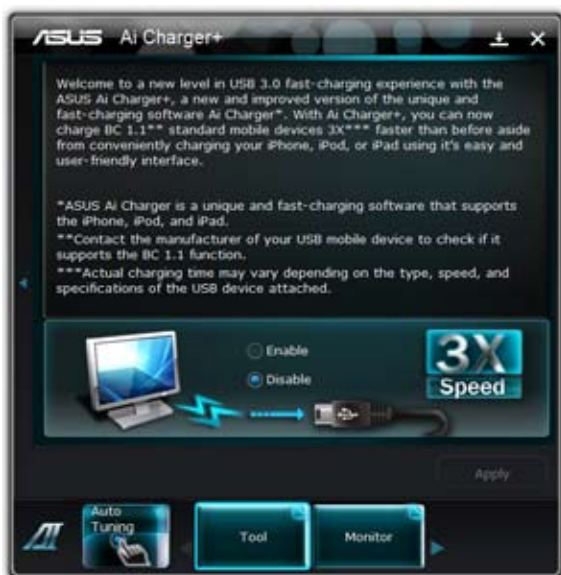 ASUS Ai Charger+
Welcome to a new level in USB 3.0 fast-charging experience with the
ASUS Ai Charger+, a new and improved version of the unique and
fast-charging software Ai Charger*. With Ai Charger+, you can now
charge BC 1.1** standard mobile devices 3X*** faster than before aside
from conveniently charging your iPhone, iPod, or iPad using it's easy and
user-friendly interface.
*ASUS Ai Charger is a unique and fast-charging software that supports
the iPhone, iPod, and iPad.
**Contact the manufacturer of your USB mobile device to check if it
supports the BC 1.1 function.
***Actual charging time may vary depending on the type, speed, and
specifications of the USB device attached.
Enable
Disable
3X
Speed
Apply
Auto
Tuning
Tool
Monitor